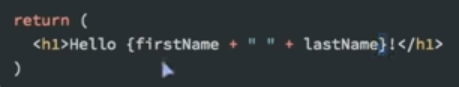 return (
<h1>Hello {firstName + " " + lastName}!</h1>
)